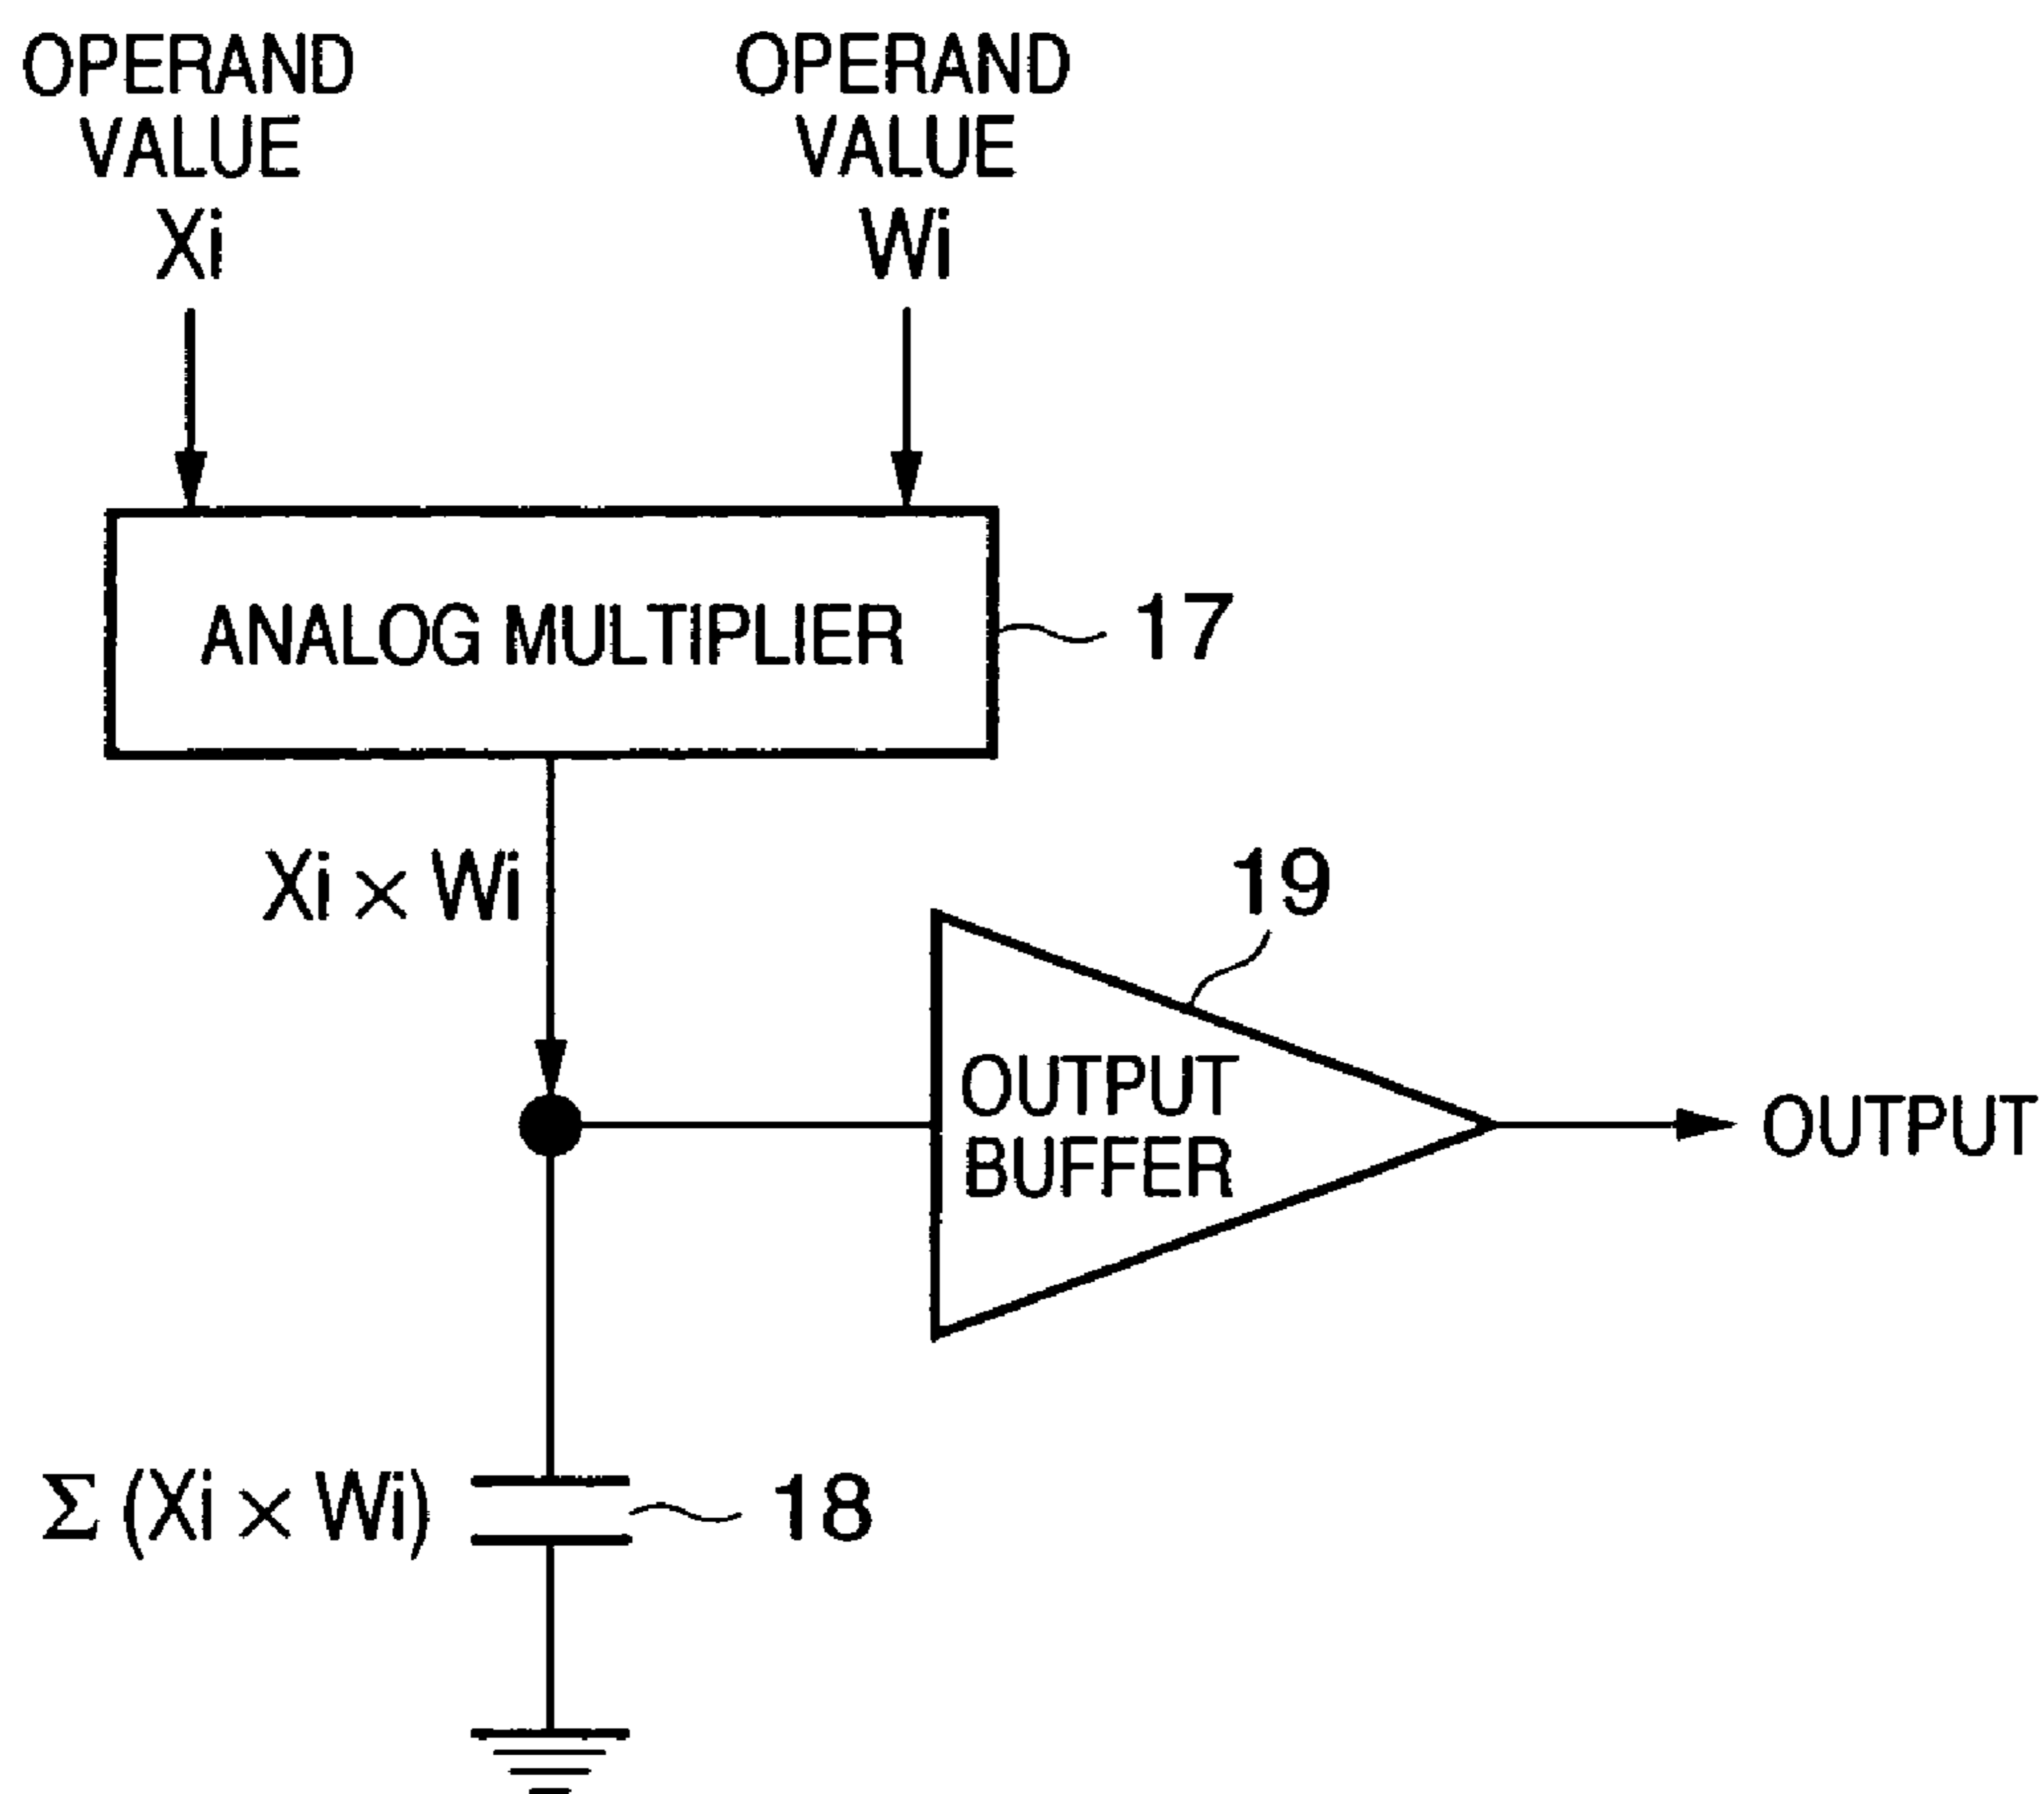 OPERAND
VALUE
Xi
OPERAND
VALUE
Wi
ANALOG MULTIPLIER
17
Xi × Wi
19
OUTPUT
BUFFER
OUTPUT
Σ (Xi × Wi)
18